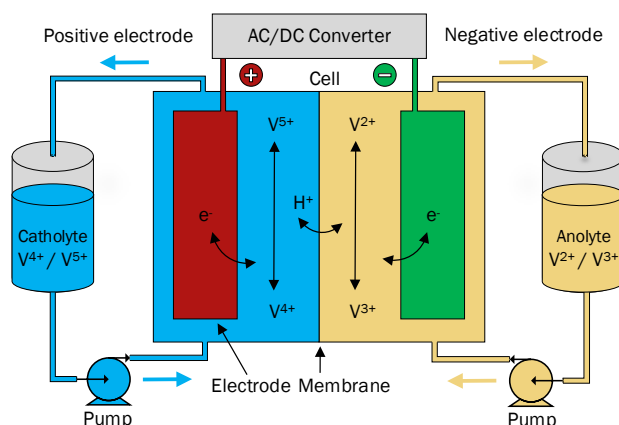 AC/DC Converter
Positive electrode
Negative electrode
+
Cell
−
V⁵⁺
V²⁺
H⁺
e⁻
e⁻
Catholyte
V⁴⁺/ V⁵⁺
Anolyte
V²⁺/ V³⁺
V⁴⁺
V³⁺
Electrode Membrane
Pump
Pump